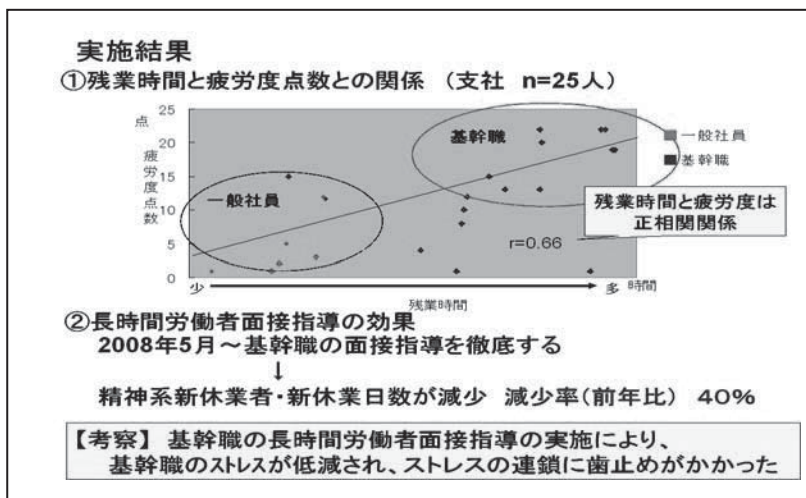 実施結果
①残業時間と疲労度点数との関係 (支社 n=25人)
25
点
20
疲労度点数
15
10
5
0
基幹職
一般社員
一般社員
基幹職
残業時間と疲労度は
正相関関係
r=0.66
少
多
時間
残業時間
②長時間労働者面接指導の効果
2008年5月~基幹職の面接指導を徹底する
↓
精神系新休業者・新休業日数が減少 減少率(前年比) 40%
【考察】 基幹職の長時間労働者面接指導の実施により、
基幹職のストレスが低減され、ストレスの連鎖に歯止めがかかった